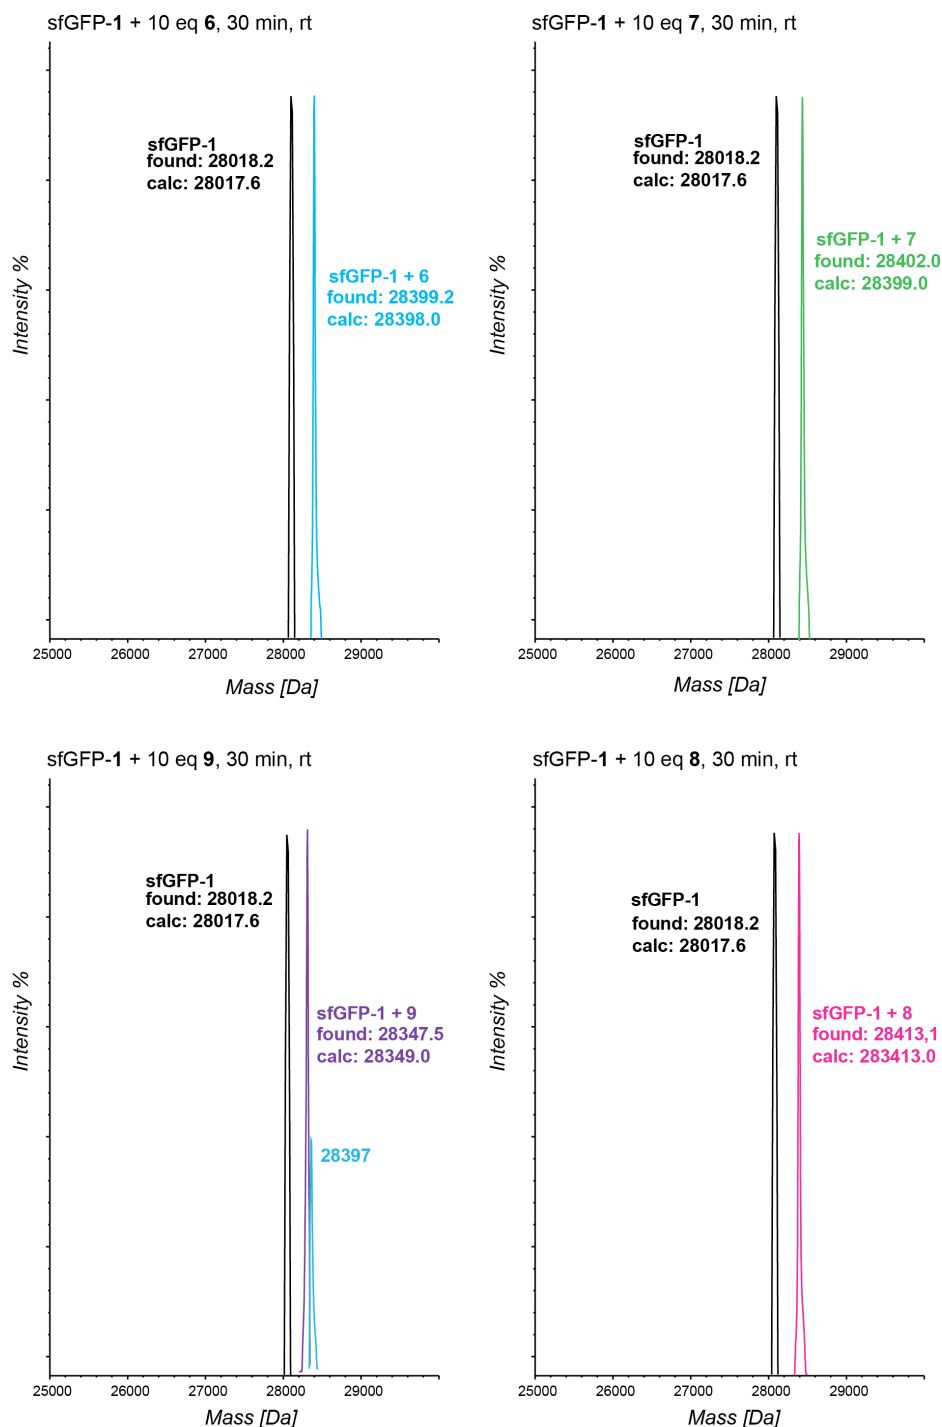 sfGFP-1 + 10 eq 6, 30 min, rt
sfGFP-1
found: 28018.2
calc: 28017.6
sfGFP-1 + 6
found: 28399.2
calc: 28398.0
Intensity %
25000 26000 27000 28000 29000
Mass [Da]
sfGFP-1 + 10 eq 7, 30 min, rt
sfGFP-1
found: 28018.2
calc: 28017.6
sfGFP-1 + 7
found: 28402.0
calc: 28399.0
Intensity %
25000 26000 27000 28000 29000
Mass [Da]
sfGFP-1 + 10 eq 9, 30 min, rt
sfGFP-1
found: 28018.2
calc: 28017.6
sfGFP-1 + 9
found: 28347.5
calc: 28349.0
28397
Intensity %
25000 26000 27000 28000 29000
Mass [Da]
sfGFP-1 + 10 eq 8, 30 min, rt
sfGFP-1
found: 28018.2
calc: 28017.6
sfGFP-1 + 8
found: 28413,1
calc: 283413.0
Intensity %
25000 26000 27000 28000 29000
Mass [Da]